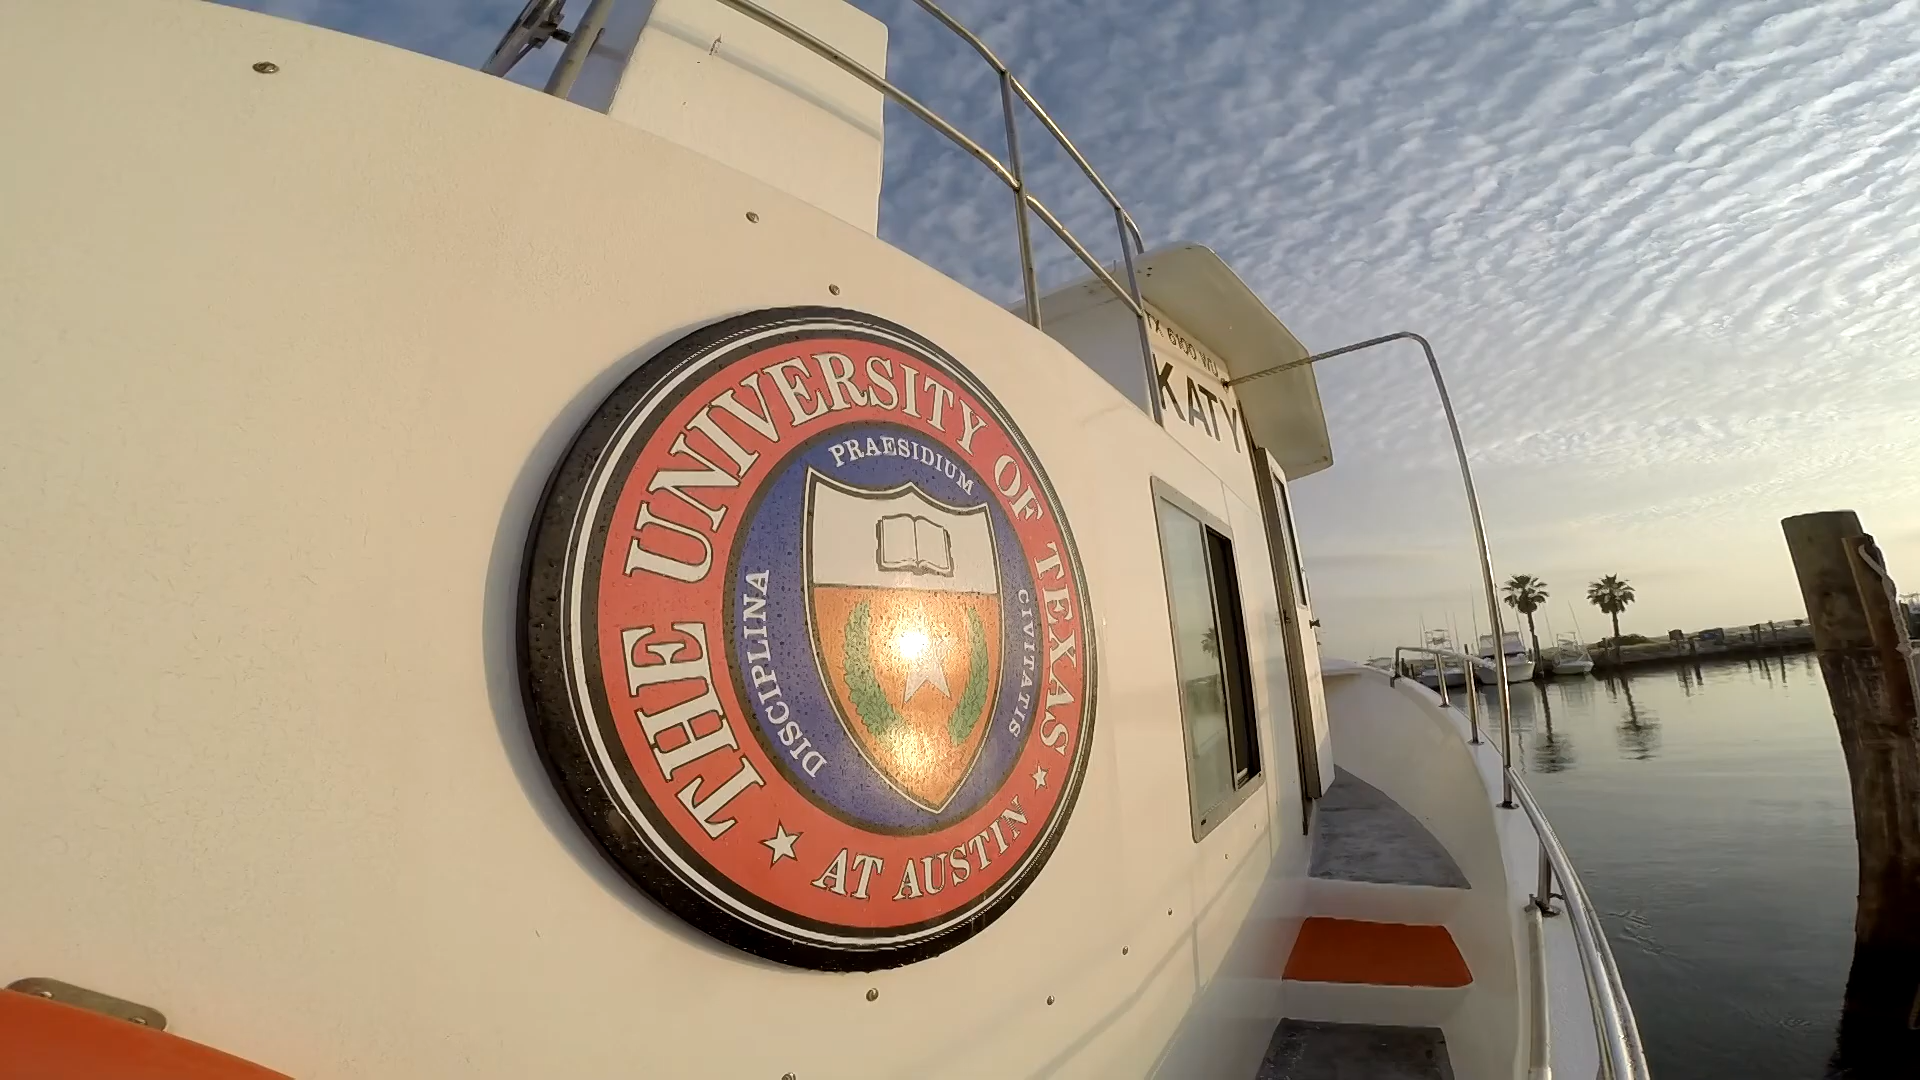 THE UNIVERSITY OF TEXAS
AT AUSTIN
PRAESIDIUM
DISCIPLINA
CIVITATIS
KATY